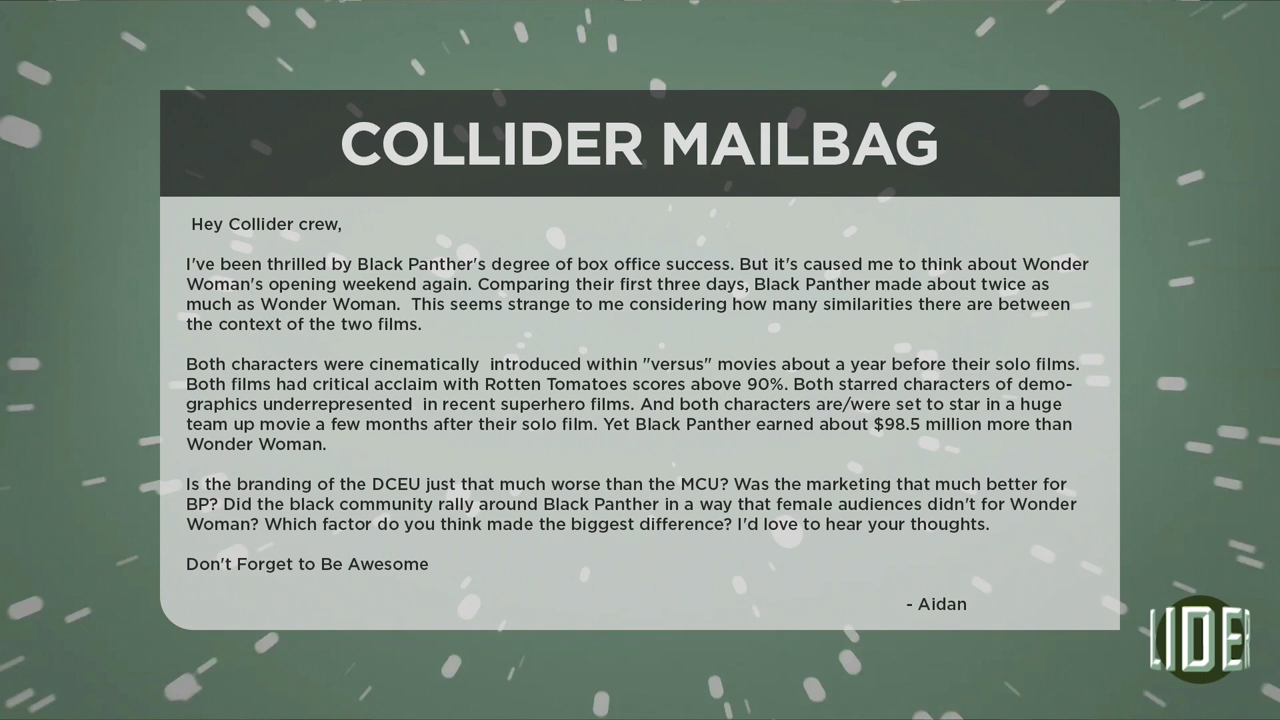 COLLIDER MAILBAG
Hey Collider crew,
I've been thrilled by Black Panther's degree of box office success. But it's caused me to think about Wonder
Woman's opening weekend again. Comparing their first three days, Black Panther made about twice as
much as Wonder Woman.  This seems strange to me considering how many similarities there are between
the context of the two films.
Both characters were cinematically  introduced within "versus" movies about a year before their solo films.
Both films had critical acclaim with Rotten Tomatoes scores above 90%. Both starred characters of demo-
graphics underrepresented  in recent superhero films. And both characters are/were set to star in a huge
team up movie a few months after their solo film. Yet Black Panther earned about $98.5 million more than
Wonder Woman.
Is the branding of the DCEU just that much worse than the MCU? Was the marketing that much better for
BP? Did the black community rally around Black Panther in a way that female audiences didn't for Wonder
Woman? Which factor do you think made the biggest difference? I'd love to hear your thoughts.
Don't Forget to Be Awesome
- Aidan
LIDER